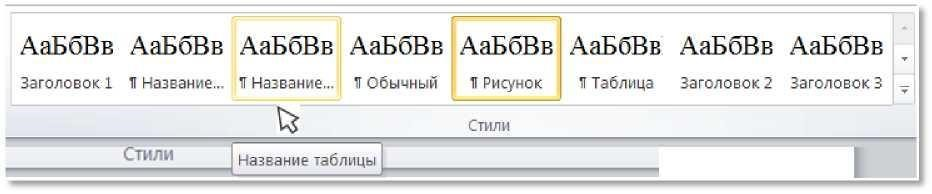 АаБбВв АаБбВв АаБбВв АаБбВв АаБбВв АаБбВв АаБбВв АаБбВв
Заголовок 1 ¶ Название... ¶ Название... ¶ Обычный ¶ Рисунок ¶ Таблица Заголовок 2 Заголовок 3
Стили
Стили Название таблицы